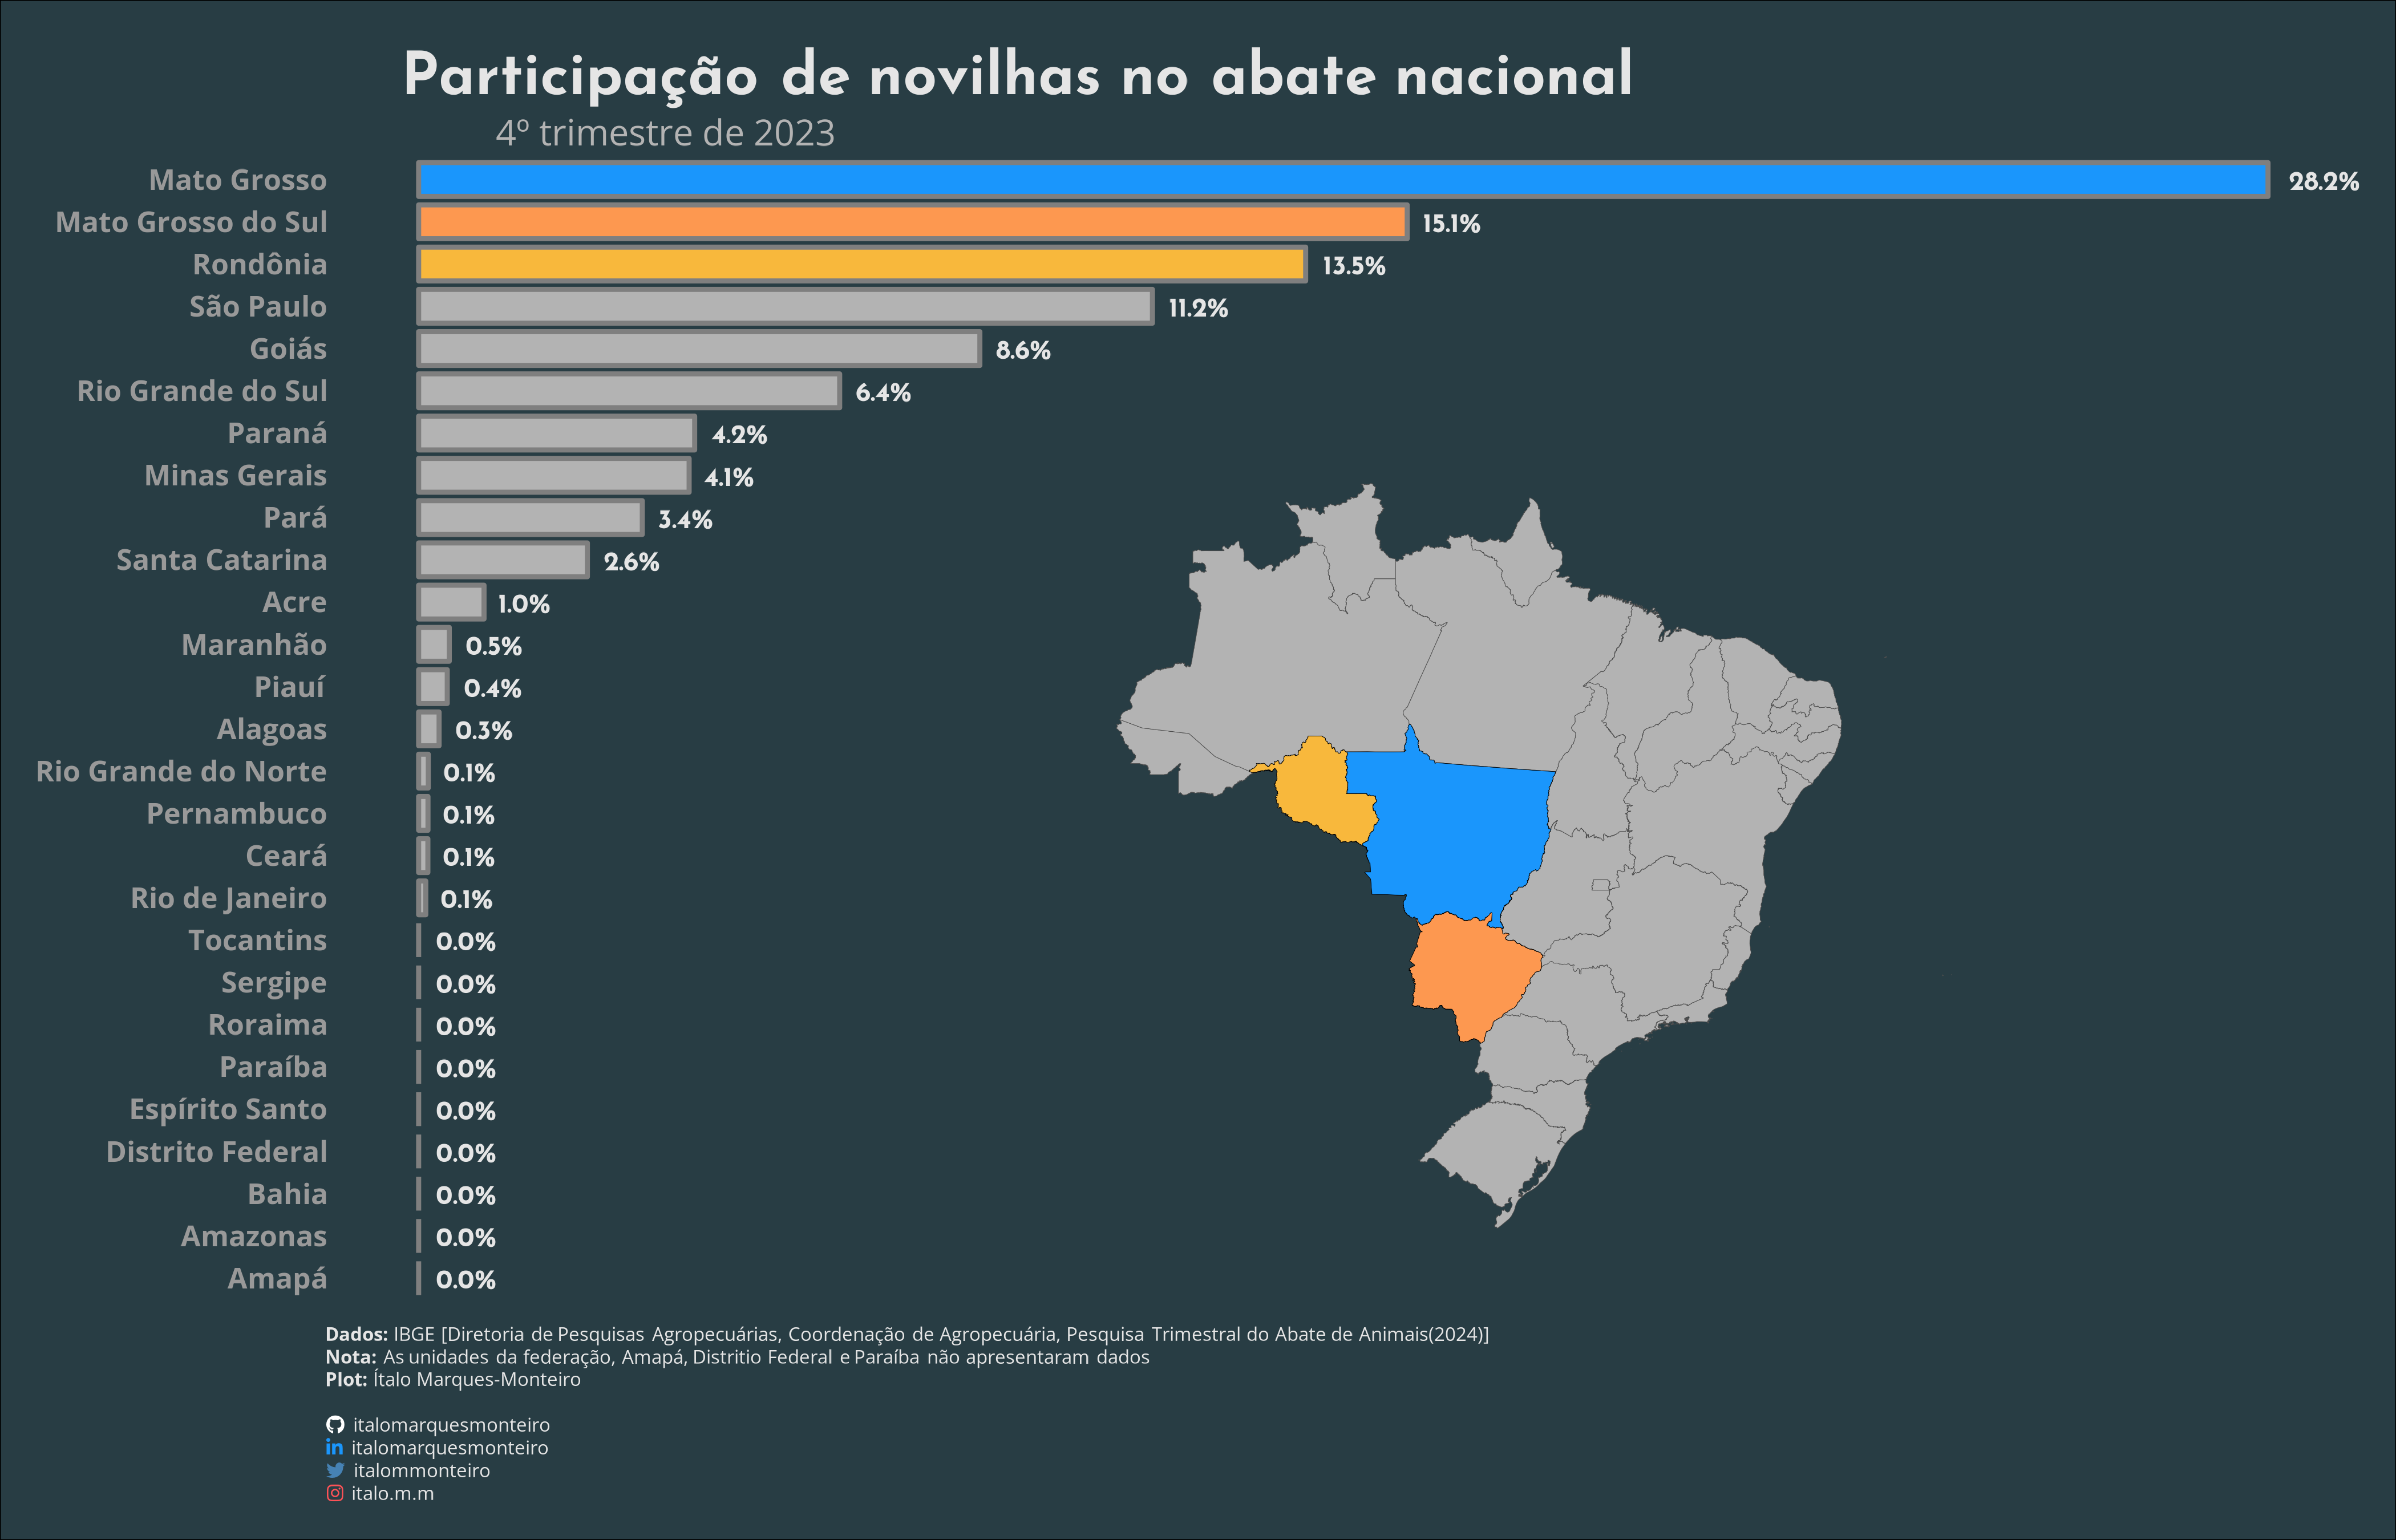 Participação de novilhas no abate nacional
4º trimestre de 2023
Mato Grosso 28.2%
Mato Grosso do Sul 15.1%
Rondônia 13.5%
São Paulo 11.2%
Goiás 8.6%
Rio Grande do Sul 6.4%
Paraná 4.2%
Minas Gerais 4.1%
Pará 3.4%
Santa Catarina 2.6%
Acre 1.0%
Maranhão 0.5%
Piauí 0.4%
Alagoas 0.3%
Rio Grande do Norte 0.1%
Pernambuco 0.1%
Ceará 0.1%
Rio de Janeiro 0.1%
Tocantins 0.0%
Sergipe 0.0%
Roraima 0.0%
Paraíba 0.0%
Espírito Santo 0.0%
Distrito Federal 0.0%
Bahia 0.0%
Amazonas 0.0%
Amapá 0.0%
Dados: IBGE [Diretoria de Pesquisas Agropecuárias, Coordenação de Agropecuária, Pesquisa Trimestral do Abate de Animais(2024)]
Nota: As unidades da federação, Amapá, Distritio Federal e Paraíba não apresentaram dados
Plot: Ítalo Marques-Monteiro
italomarquesmonteiro
italomarquesmonteiro
italommonteiro
italo.m.m